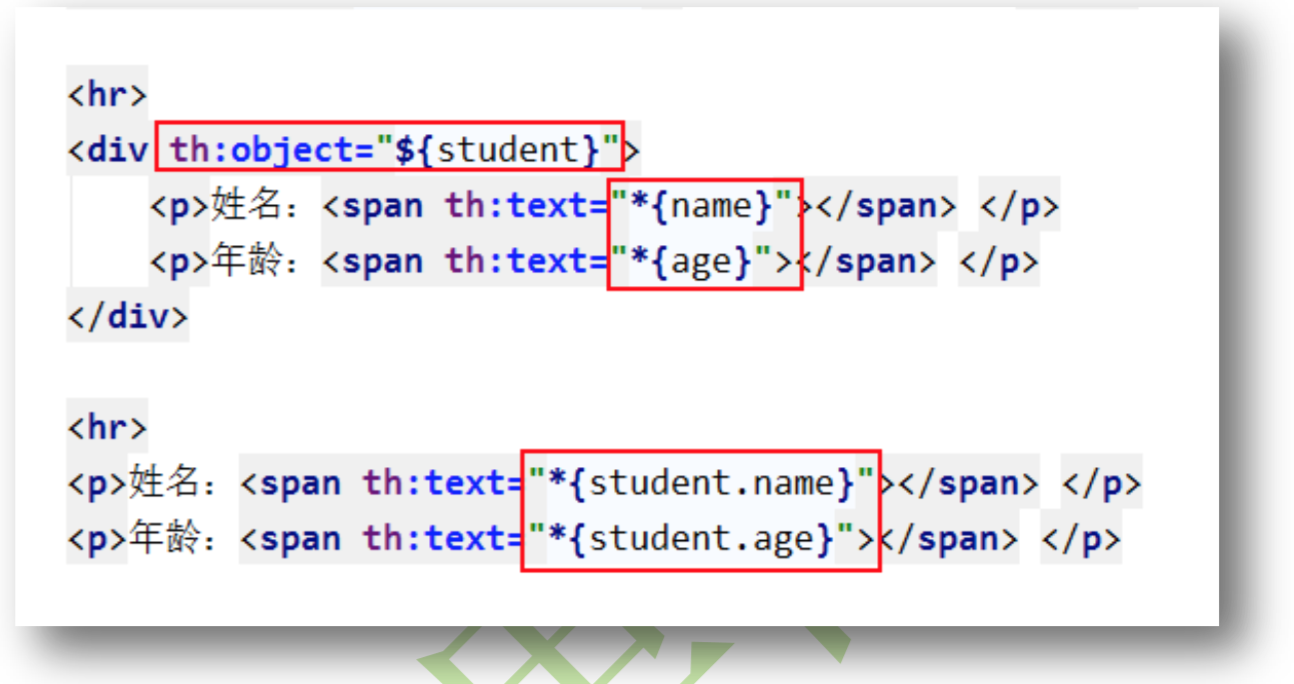 <hr>
<div th:object="${student}">
<p>姓名：<span th:text="*{name}"></span> </p>
<p>年龄：<span th:text="*{age}"></span> </p>
</div>
<hr>
<p>姓名：<span th:text="*{student.name}"></span> </p>
<p>年龄：<span th:text="*{student.age}"></span> </p>